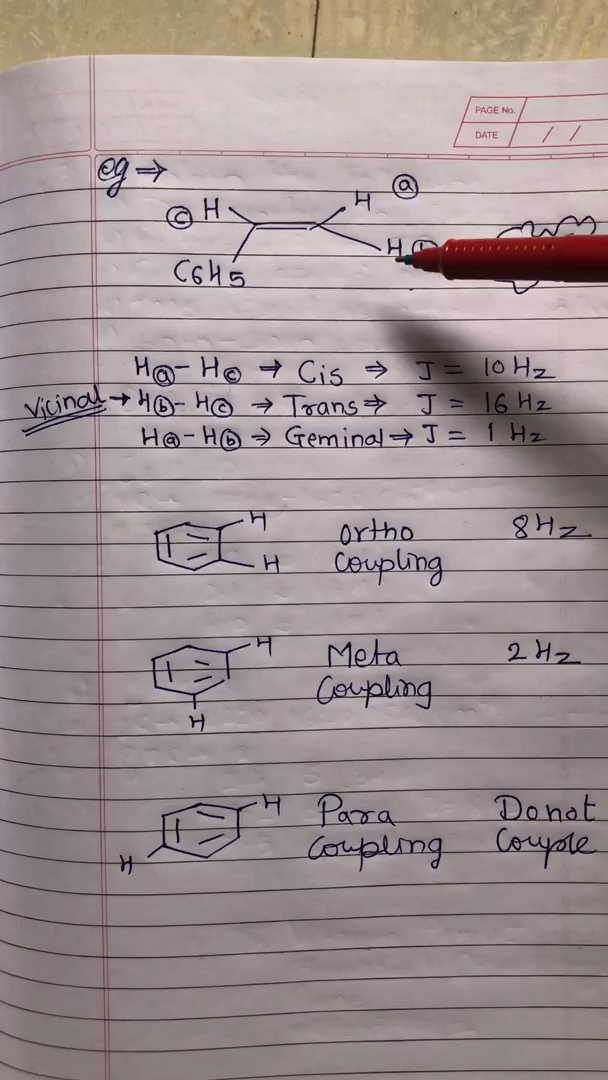 PAGE No.
DATE / /
eg →
ⓒ H H ⓐ
H
C6H5
Hⓐ - Hⓒ → Cis ⇒ J = 10 Hz
Vicinal → Hⓑ - Hⓒ → Trans ⇒ J = 16 Hz
Hⓐ - Hⓑ → Geminal → J = 1 Hz
H
Ortho 8 Hz
H
Coupling
H
Meta 2 Hz
Coupling
H
H
Para Do not
Coupling Couple
H